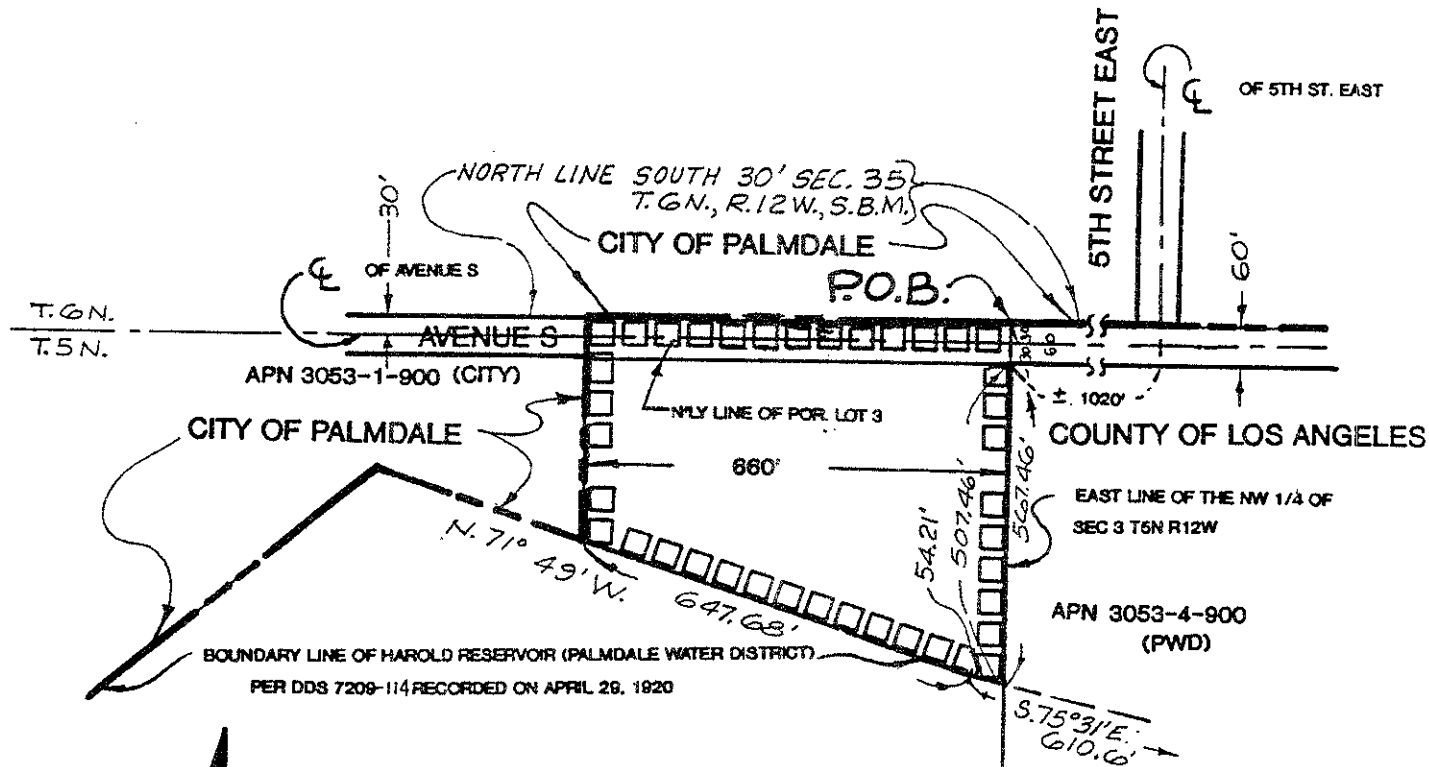 5TH STREET EAST
℄ OF 5TH ST. EAST
NORTH LINE SOUTH 30' SEC. 35
T.6N., R.12W., S.B.M.
30'
CITY OF PALMDALE
℄ OF AVENUE S
P.O.B.
60'
T.6N.
T.5N.
AVENUE S
30 30
60
APN 3053-1-900 (CITY)
N'LY LINE OF POR. LOT 3
± 1020'
CITY OF PALMDALE
COUNTY OF LOS ANGELES
660'
567.46'
507.46'
54.21'
EAST LINE OF THE NW 1/4 OF
SEC 3 T5N R12W
N. 71° 49' W.
647.68'
APN 3053-4-900
(PWD)
BOUNDARY LINE OF HAROLD RESERVOIR (PALMDALE WATER DISTRICT)
PER DDS 7209-114 RECORDED ON APRIL 29, 1920
S.75°31'E.
610.6'